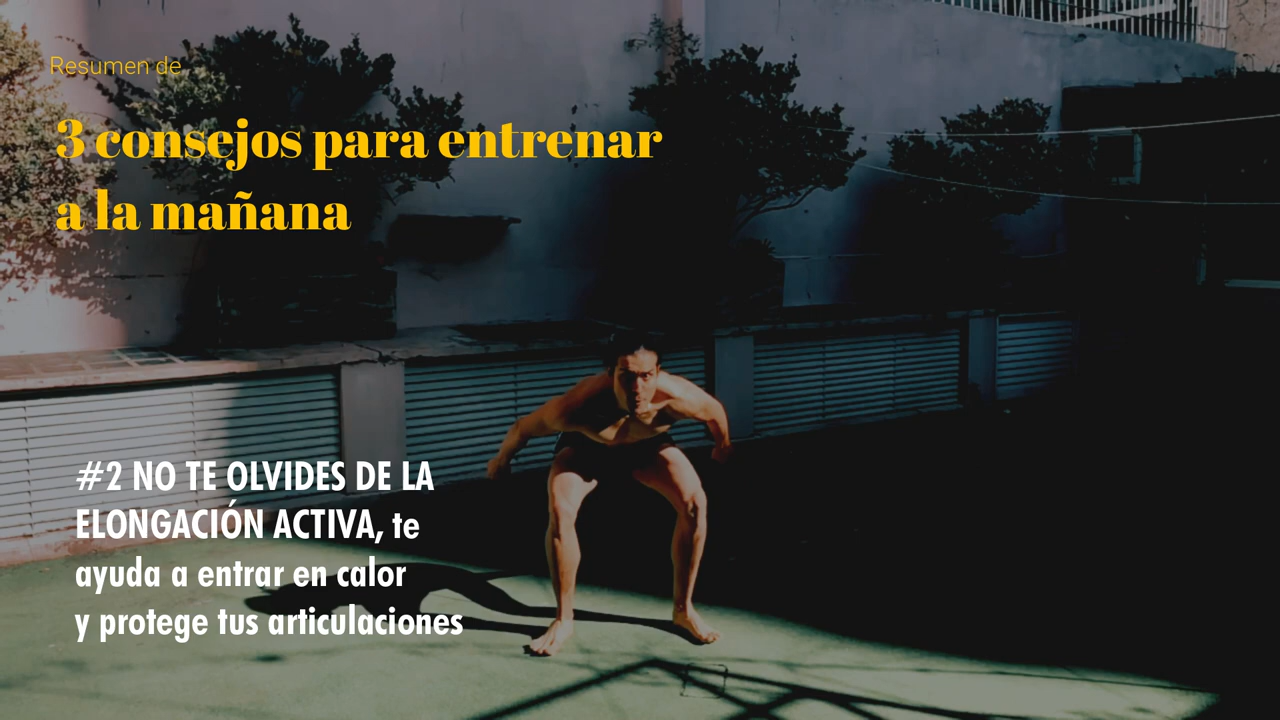 Resumen de
3 consejos para entrenar
a la mañana
#2 NO TE OLVIDES DE LA
ELONGACIÓN ACTIVA, te
ayuda a entrar en calor
y protege tus articulaciones